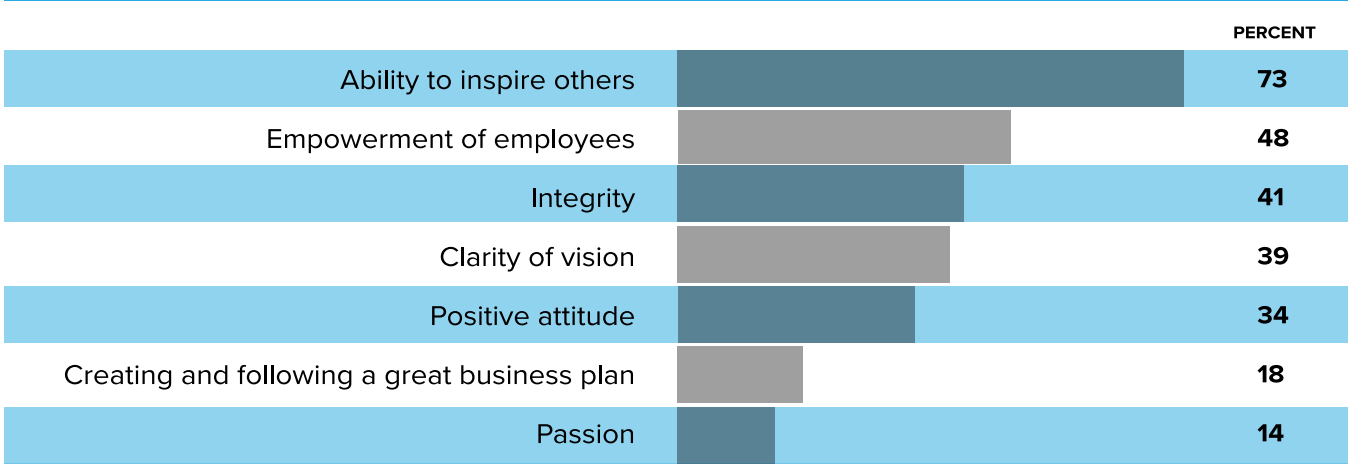 PERCENT
Ability to inspire others 73
Empowerment of employees 48
Integrity 41
Clarity of vision 39
Positive attitude 34
Creating and following a great business plan 18
Passion 14